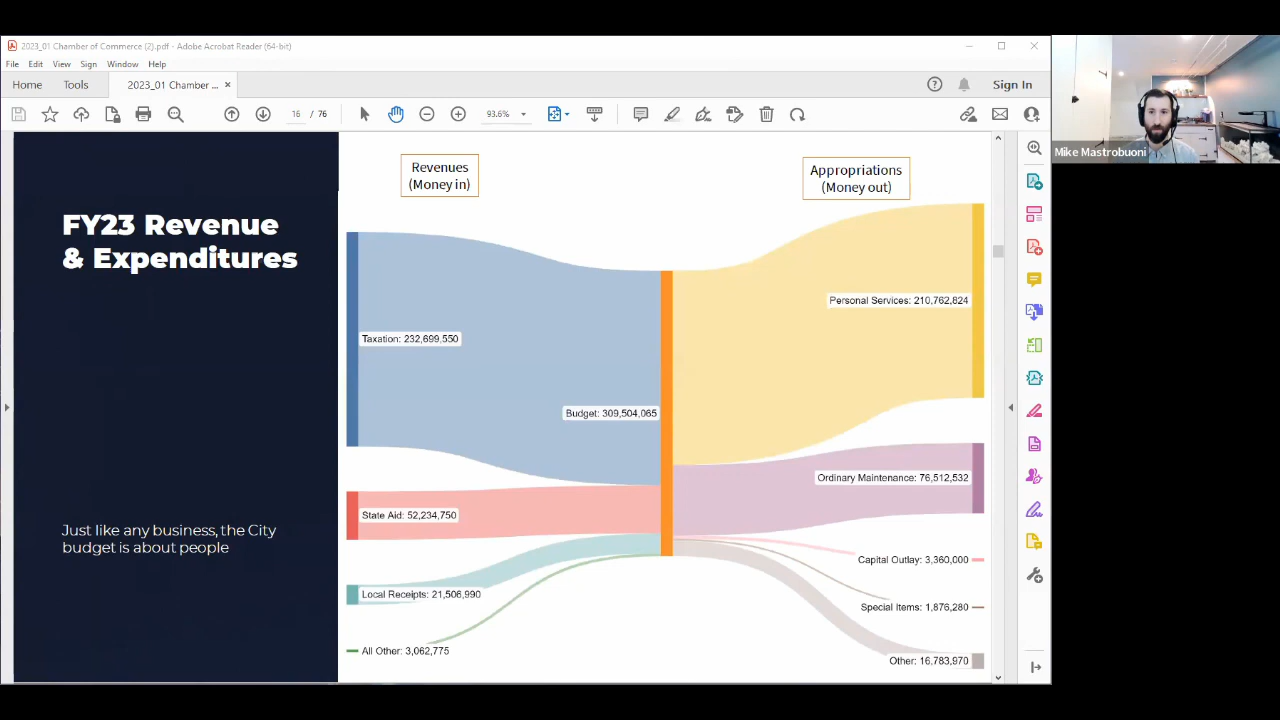 2023_01 Chamber of Commerce (2).pdf - Adobe Acrobat Reader (64-bit)
File Edit View Sign Window Help
Home Tools 2023_01 Chamber ... × Sign In
16 / 76 93.6%
Mike Mastrobuoni
FY23 Revenue
& Expenditures
Just like any business, the City
budget is about people
Revenues
(Money in)
Appropriations
(Money out)
Personal Services: 210,762,824
Taxation: 232,699,550
Budget: 309,504,065
Ordinary Maintenance: 76,512,532
State Aid: 52,234,750
Capital Outlay: 3,360,000
Local Receipts: 21,506,990
Special Items: 1,876,280
All Other: 3,062,775
Other: 16,783,970